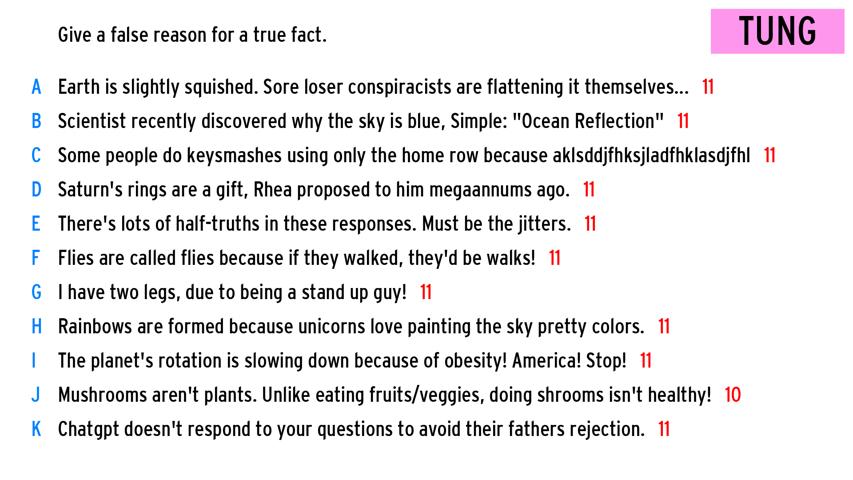 Give a false reason for a true fact.
TUNG
A Earth is slightly squished. Sore loser conspiracists are flattening it themselves... 11
B Scientist recently discovered why the sky is blue, Simple: "Ocean Reflection" 11
C Some people do keysmashes using only the home row because aklsddjfhksjladfhklasdjfhl 11
D Saturn's rings are a gift, Rhea proposed to him megaannums ago. 11
E There's lots of half-truths in these responses. Must be the jitters. 11
F Flies are called flies because if they walked, they'd be walks! 11
G I have two legs, due to being a stand up guy! 11
H Rainbows are formed because unicorns love painting the sky pretty colors. 11
I The planet's rotation is slowing down because of obesity! America! Stop! 11
J Mushrooms aren't plants. Unlike eating fruits/veggies, doing shrooms isn't healthy! 10
K Chatgpt doesn't respond to your questions to avoid their fathers rejection. 11